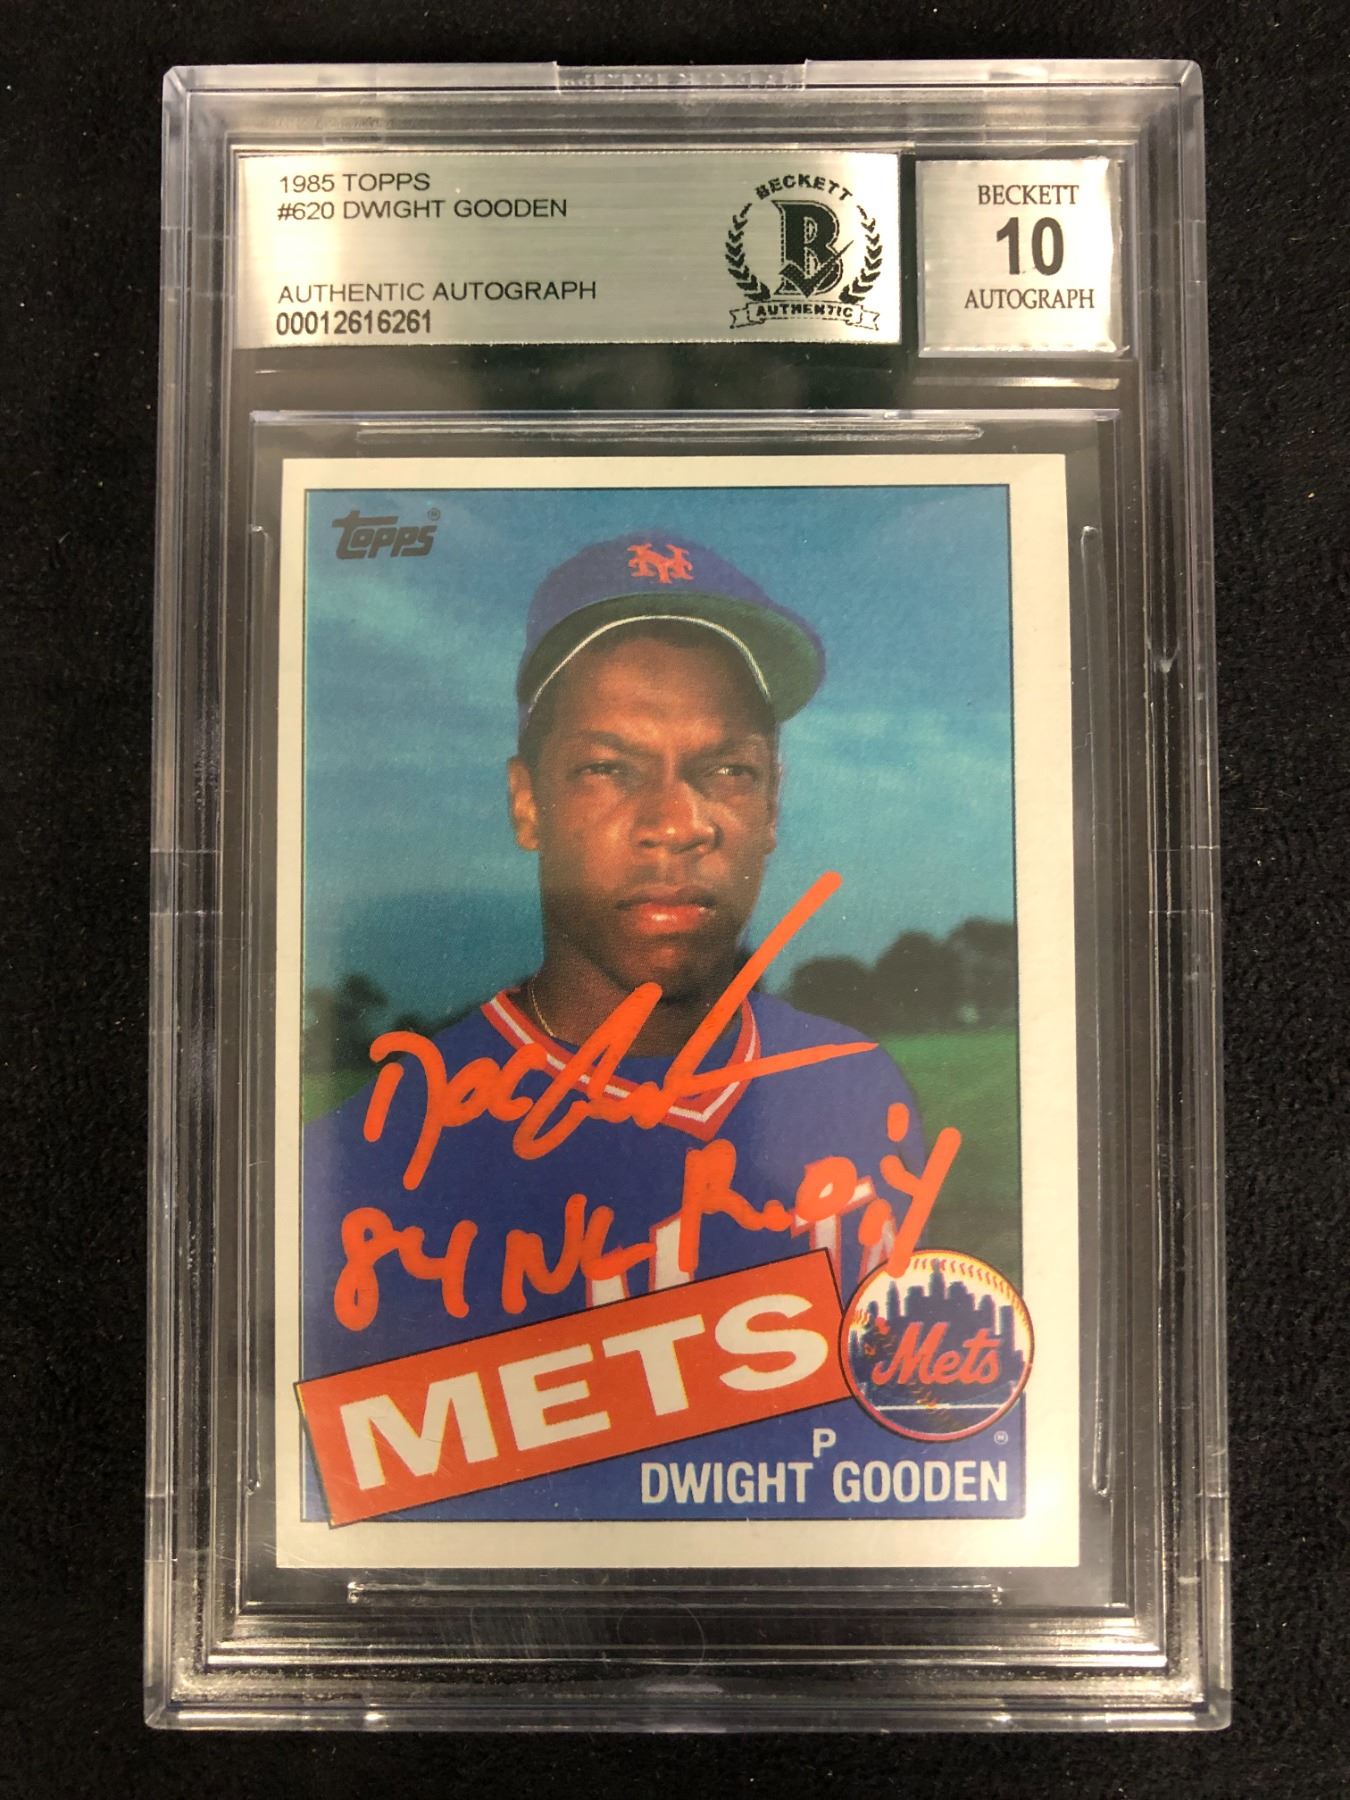 1985 TOPPS
#620 DWIGHT GOODEN
AUTHENTIC AUTOGRAPH
00012616261
BECKETT
B
AUTHENTIC
BECKETT
10
AUTOGRAPH
Topps®
NY
Doc
84 NL R.O.Y
METS
Mets
P
DWIGHT GOODEN